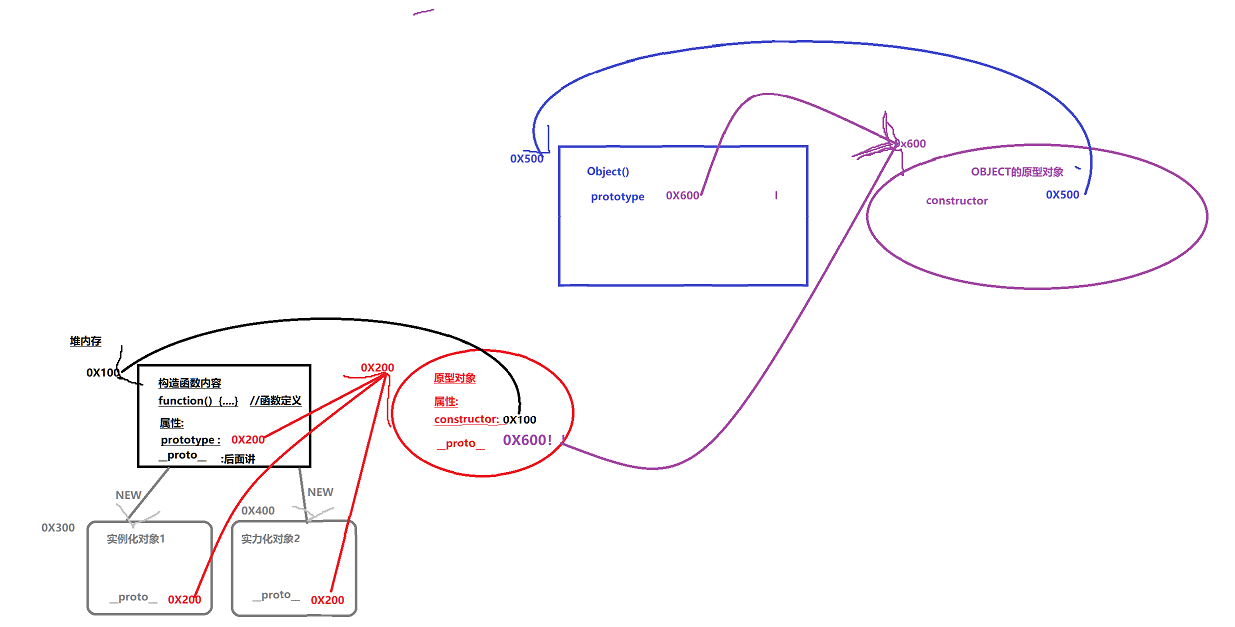 0X500
0x600
Object()
OBJECT的原型对象
prototype 0X600
constructor 0X500
堆内存
0X100
构造函数内容
function() {....} //函数定义
属性:
prototype : 0X200
__proto__ :后面讲
0X200
原型对象
属性:
constructor: 0X100
__proto__ 0X600!
NEW
NEW
0X300
0X400
实例化对象1
实力化对象2
__proto__ 0X200
__proto__ 0X200